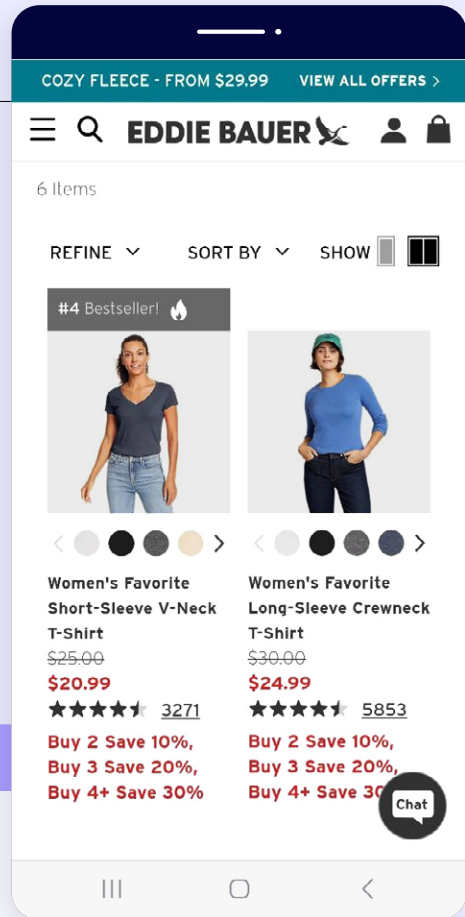 COZY FLEECE - FROM $29.99 VIEW ALL OFFERS >
EDDIE BAUER
6 Items
REFINE SORT BY SHOW
#4 Bestseller!
Women's Favorite
Short-Sleeve V-Neck
T-Shirt
$25.00
$20.99
3271
Buy 2 Save 10%,
Buy 3 Save 20%,
Buy 4+ Save 30%
Women's Favorite
Long-Sleeve Crewneck
T-Shirt
$30.00
$24.99
5853
Buy 2 Save 10%,
Buy 3 Save 20%,
Buy 4+ Save
Chat